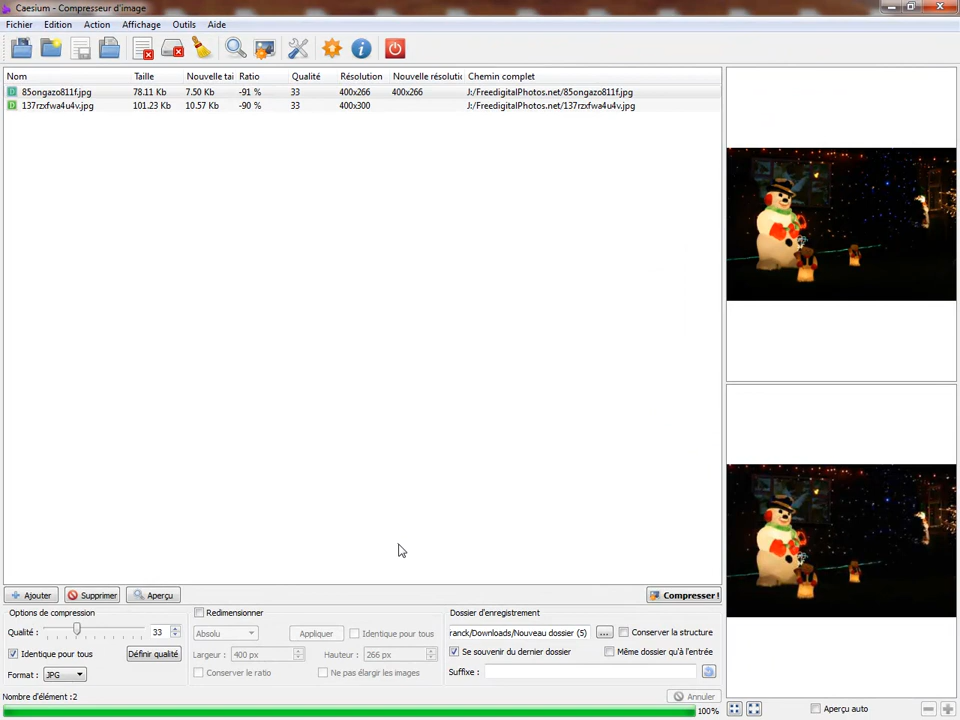 Caesium - Compresseur d'image
Fichier Edition Action Affichage Outils Aide
Nom Taille Nouvelle tai Ratio Qualité Résolution Nouvelle résolutic Chemin complet
85ongazo811f.jpg 78.11 Kb 7.50 Kb -91 % 33 400x266 400x266 J:/FreedigitalPhotos.net/85ongazo811f.jpg
137rzxfwa4u4v.jpg 101.23 Kb 10.57 Kb -90 % 33 400x300 J:/FreedigitalPhotos.net/137rzxfwa4u4v.jpg
Ajouter Supprimer Aperçu Compresser !
Options de compression Redimensionner Dossier d'enregistrement
Qualité : 33 Absolu Appliquer Identique pour tous ranck/Downloads/Nouveau dossier (5) ... Conserver la structure
Identique pour tous Définir qualité Largeur : 400 px Hauteur : 266 px Se souvenir du dernier dossier Même dossier qu'à l'entrée
Format : JPG Conserver le ratio Ne pas élargir les images Suffixe :
Nombre d'élément :2 Annuler
100% Aperçu auto